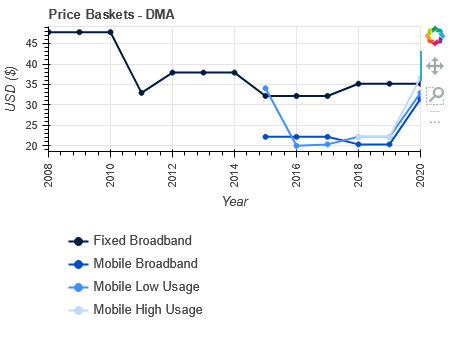 Price Baskets - DMA
45
40
35
30
25
20
USD ($)
2008
2010
2012
2014
2016
2018
2020
Year
Fixed Broadband
Mobile Broadband
Mobile Low Usage
Mobile High Usage